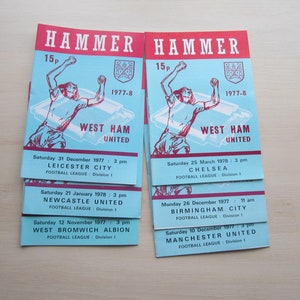 HAMMER
15p
1977-8
WEST HAM
UNITED
Saturday 31 December 1977 : 3 pm
LEICESTER CITY
FOOTBALL LEAGUE : Division 1
Saturday 21 January 1978 : 3 pm
NEWCASTLE UNITED
FOOTBALL LEAGUE : Division 1
Saturday 12 November 1977 : 3 pm
WEST BROMWICH ALBION
FOOTBALL LEAGUE : Division 1
HAMMER
15p
1977-8
WEST HAM
UNITED
Saturday 25 March 1978 : 3 pm
CHELSEA
FOOTBALL LEAGUE : Division 1
Monday 26 December 1977 : 11 am
BIRMINGHAM CITY
FOOTBALL LEAGUE : Division 1
Saturday 10 December 1977 : 3 pm
MANCHESTER UNITED
FOOTBALL LEAGUE : Division 1